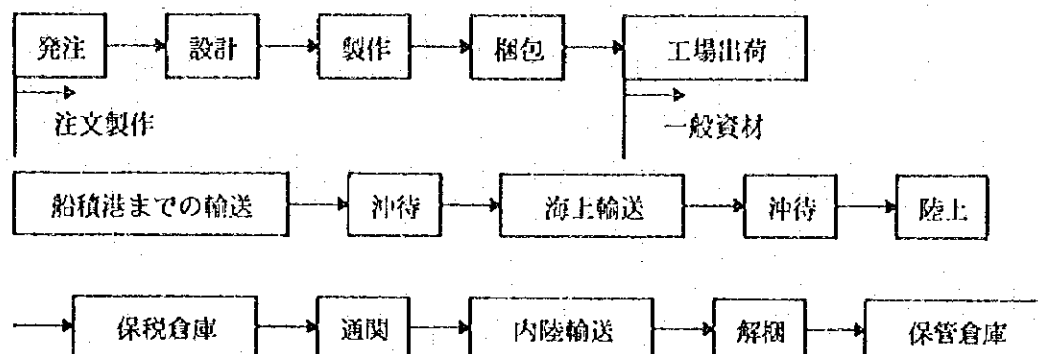 発注 設計 製作 梱包 工場出荷
注文製作 一般資材
船積港までの輸送 沖待 海上輸送 沖待 陸上
保税倉庫 通関 内陸輸送 解梱 保管倉庫